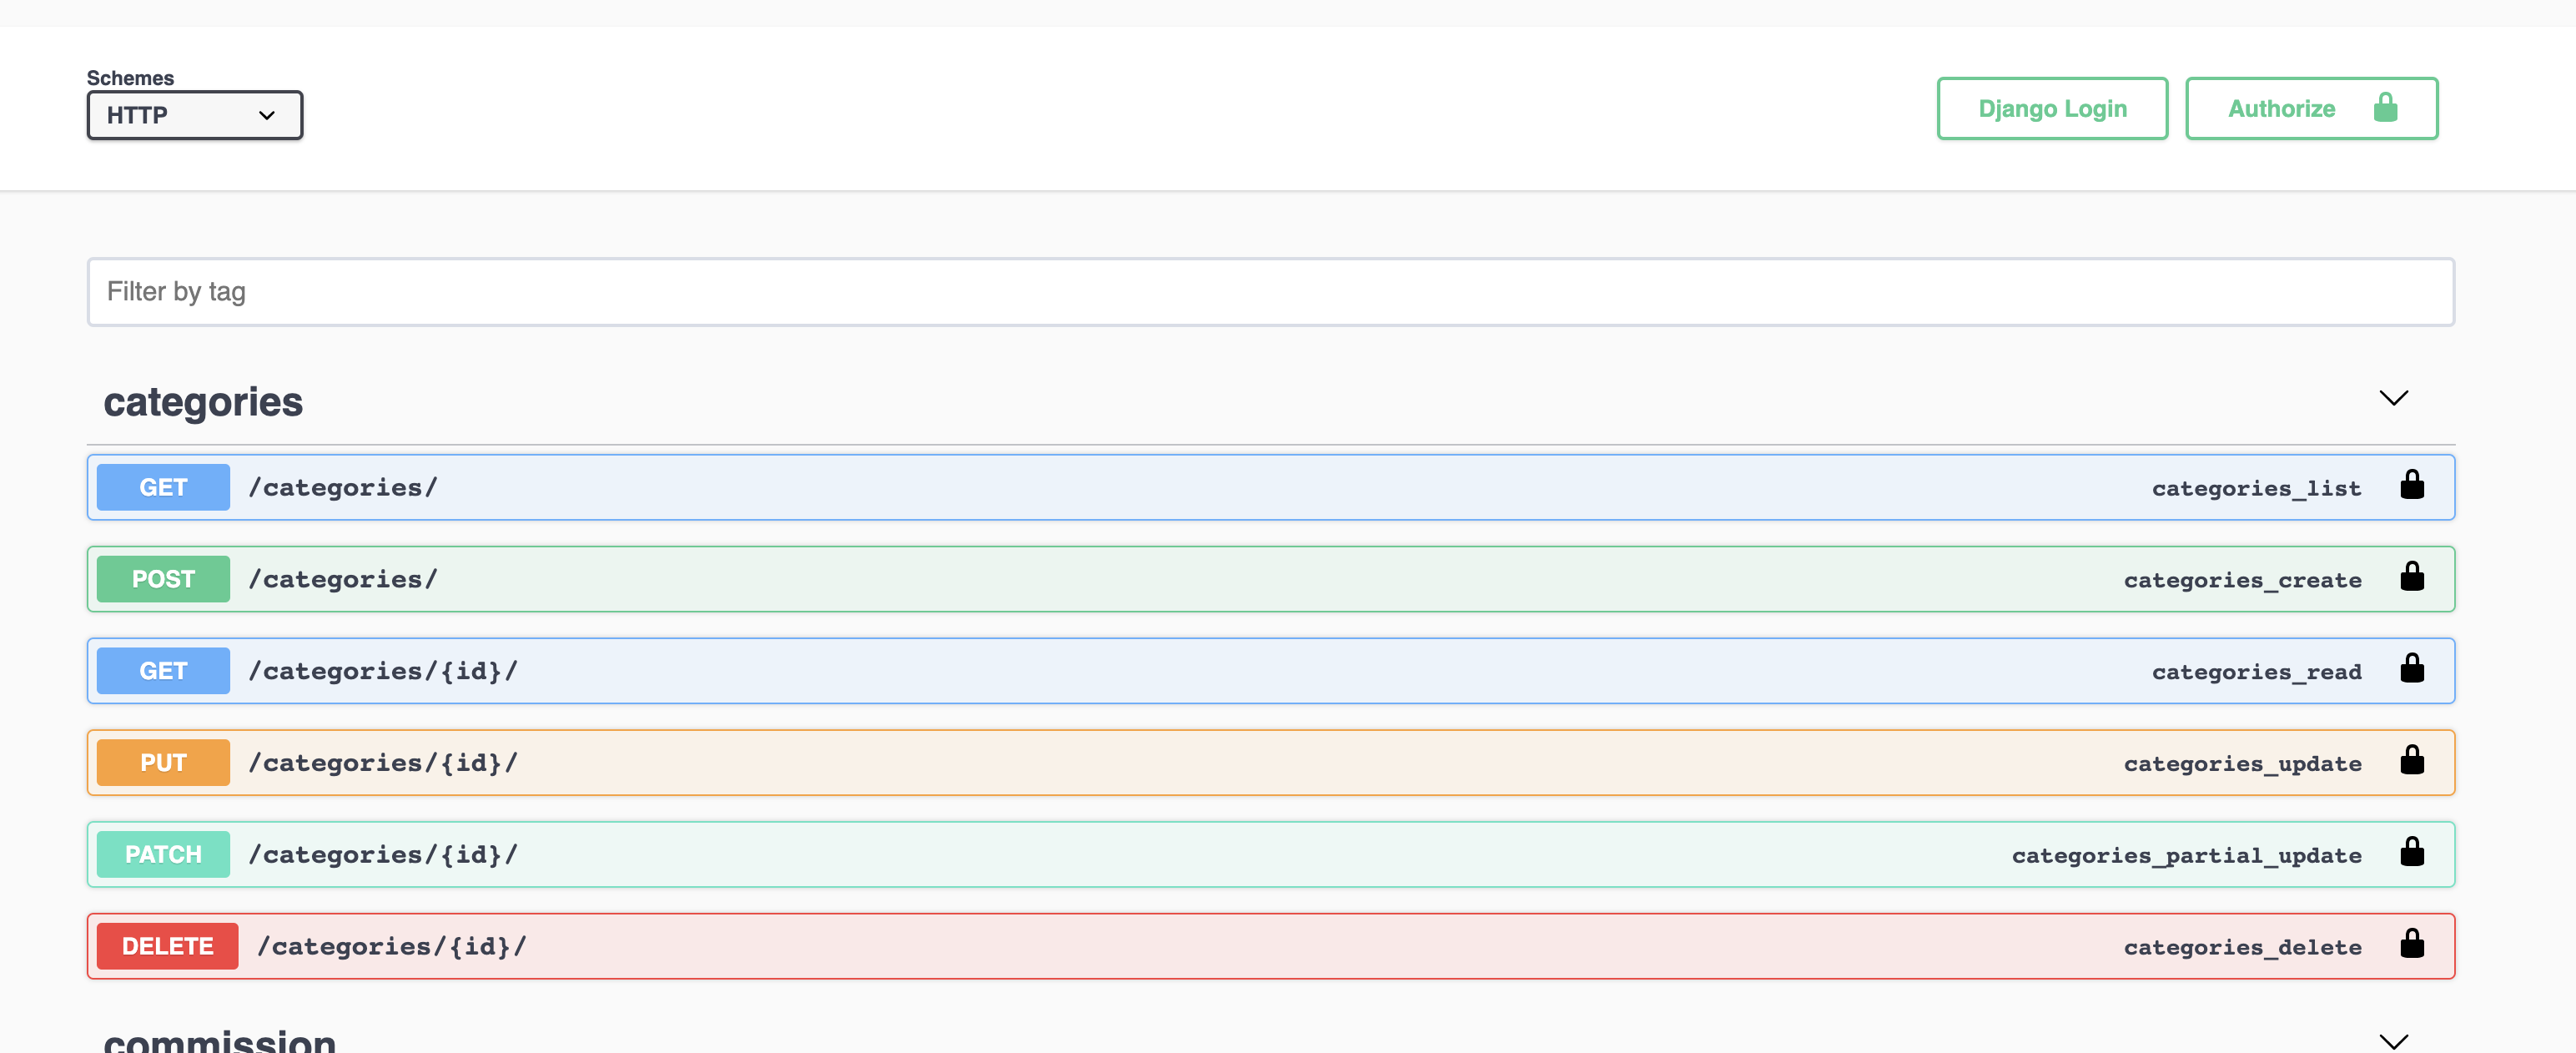 Schemes
HTTP
Django Login
Authorize
Filter by tag
categories
GET /categories/ categories_list
POST /categories/ categories_create
GET /categories/{id}/ categories_read
PUT /categories/{id}/ categories_update
PATCH /categories/{id}/ categories_partial_update
DELETE /categories/{id}/ categories_delete
commission